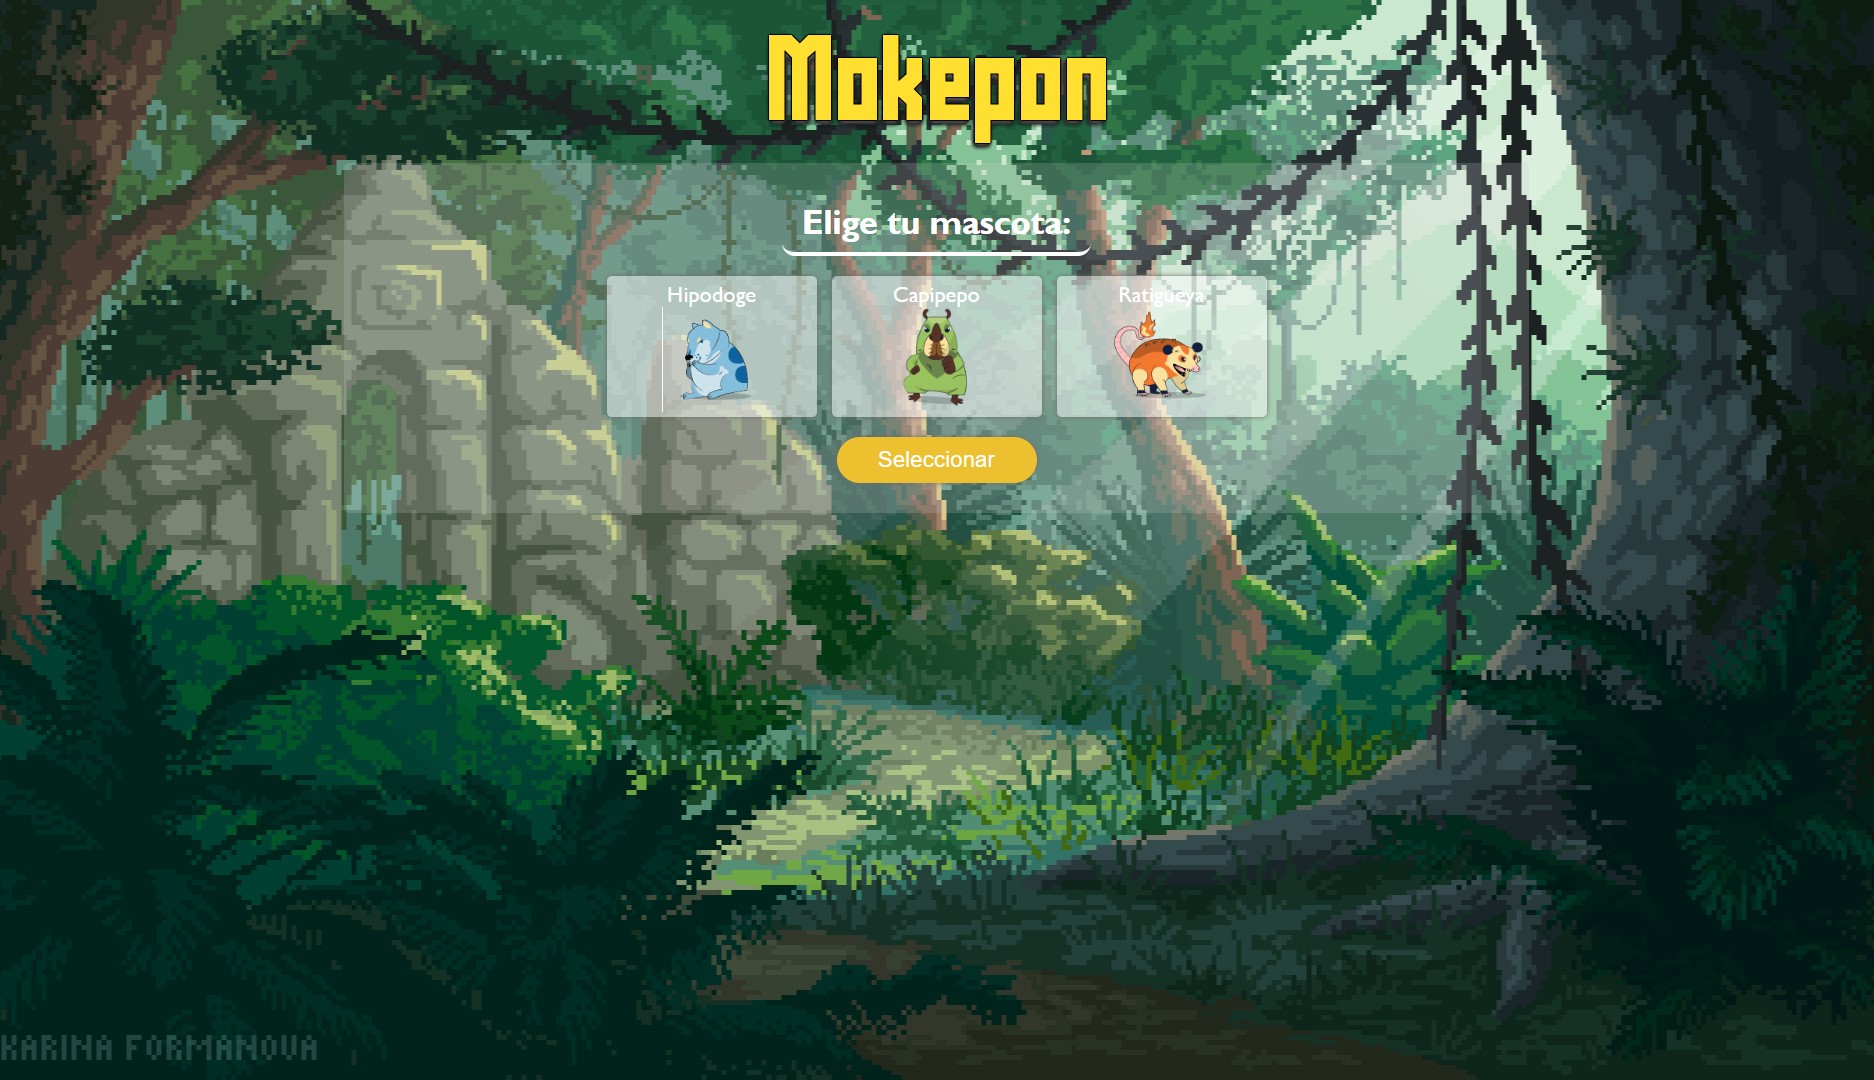 Mokepon
Elige tu mascota:
Hipodoge
Capipepo
Ratigueya
Seleccionar
KARINA FORMANOVA